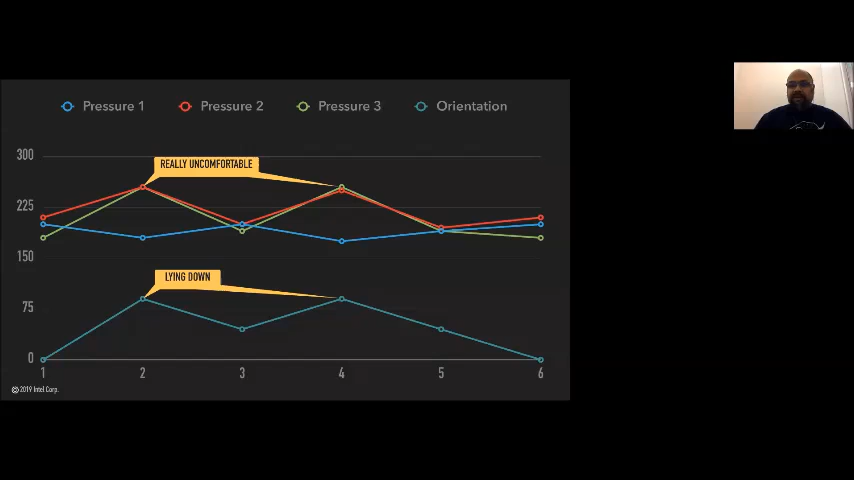 Pressure 1 Pressure 2 Pressure 3 Orientation
300
REALLY UNCOMFORTABLE
225
150
LYING DOWN
75
0
1 2 3 4 5 6
© 2019 Intel Corp.